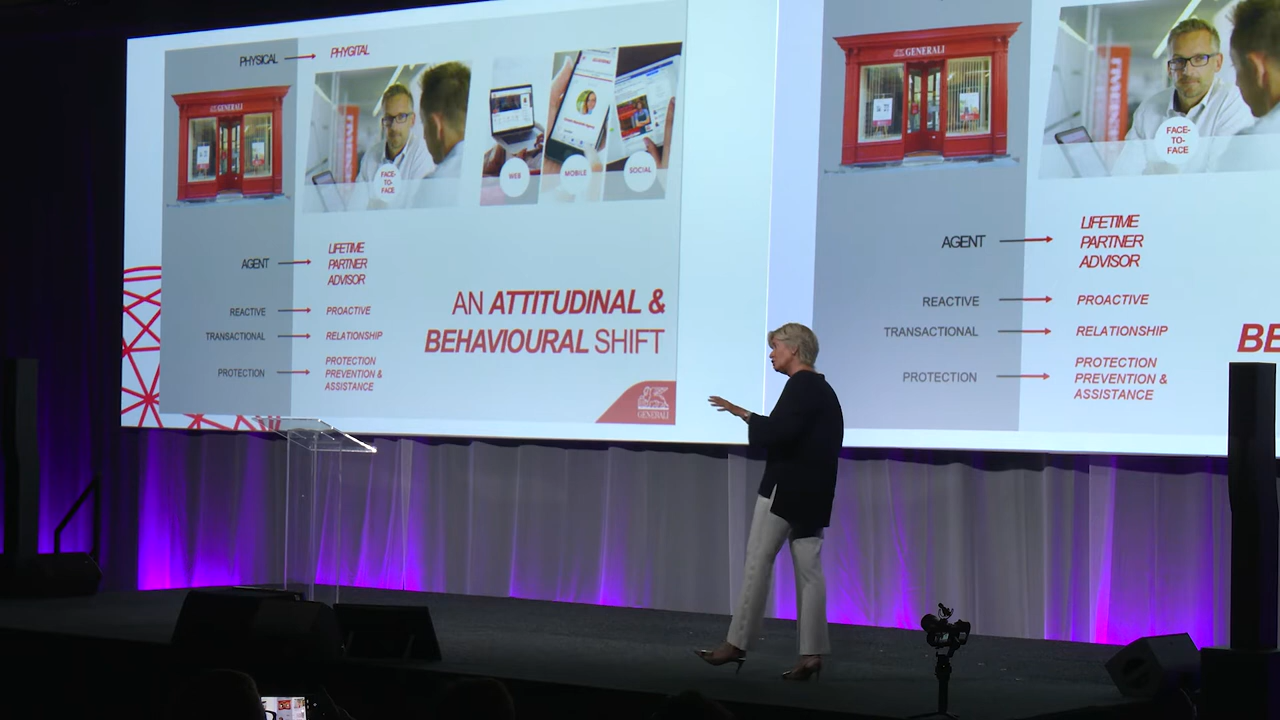 PHYSICAL → PHYGITAL
GENERALI
GENERALI
FACE-
TO-
FACE
WEB
MOBILE
SOCIAL
AGENT → LIFETIME
PARTNER
ADVISOR
REACTIVE → PROACTIVE
TRANSACTIONAL → RELATIONSHIP
PROTECTION → PROTECTION
PREVENTION &
ASSISTANCE
AN ATTITUDINAL &
BEHAVIOURAL SHIFT
GENERALI
GENERALI
GENERALI
FACE-
TO-
FACE
AGENT → LIFETIME
PARTNER
ADVISOR
REACTIVE → PROACTIVE
TRANSACTIONAL → RELATIONSHIP
PROTECTION → PROTECTION
PREVENTION &
ASSISTANCE
BE